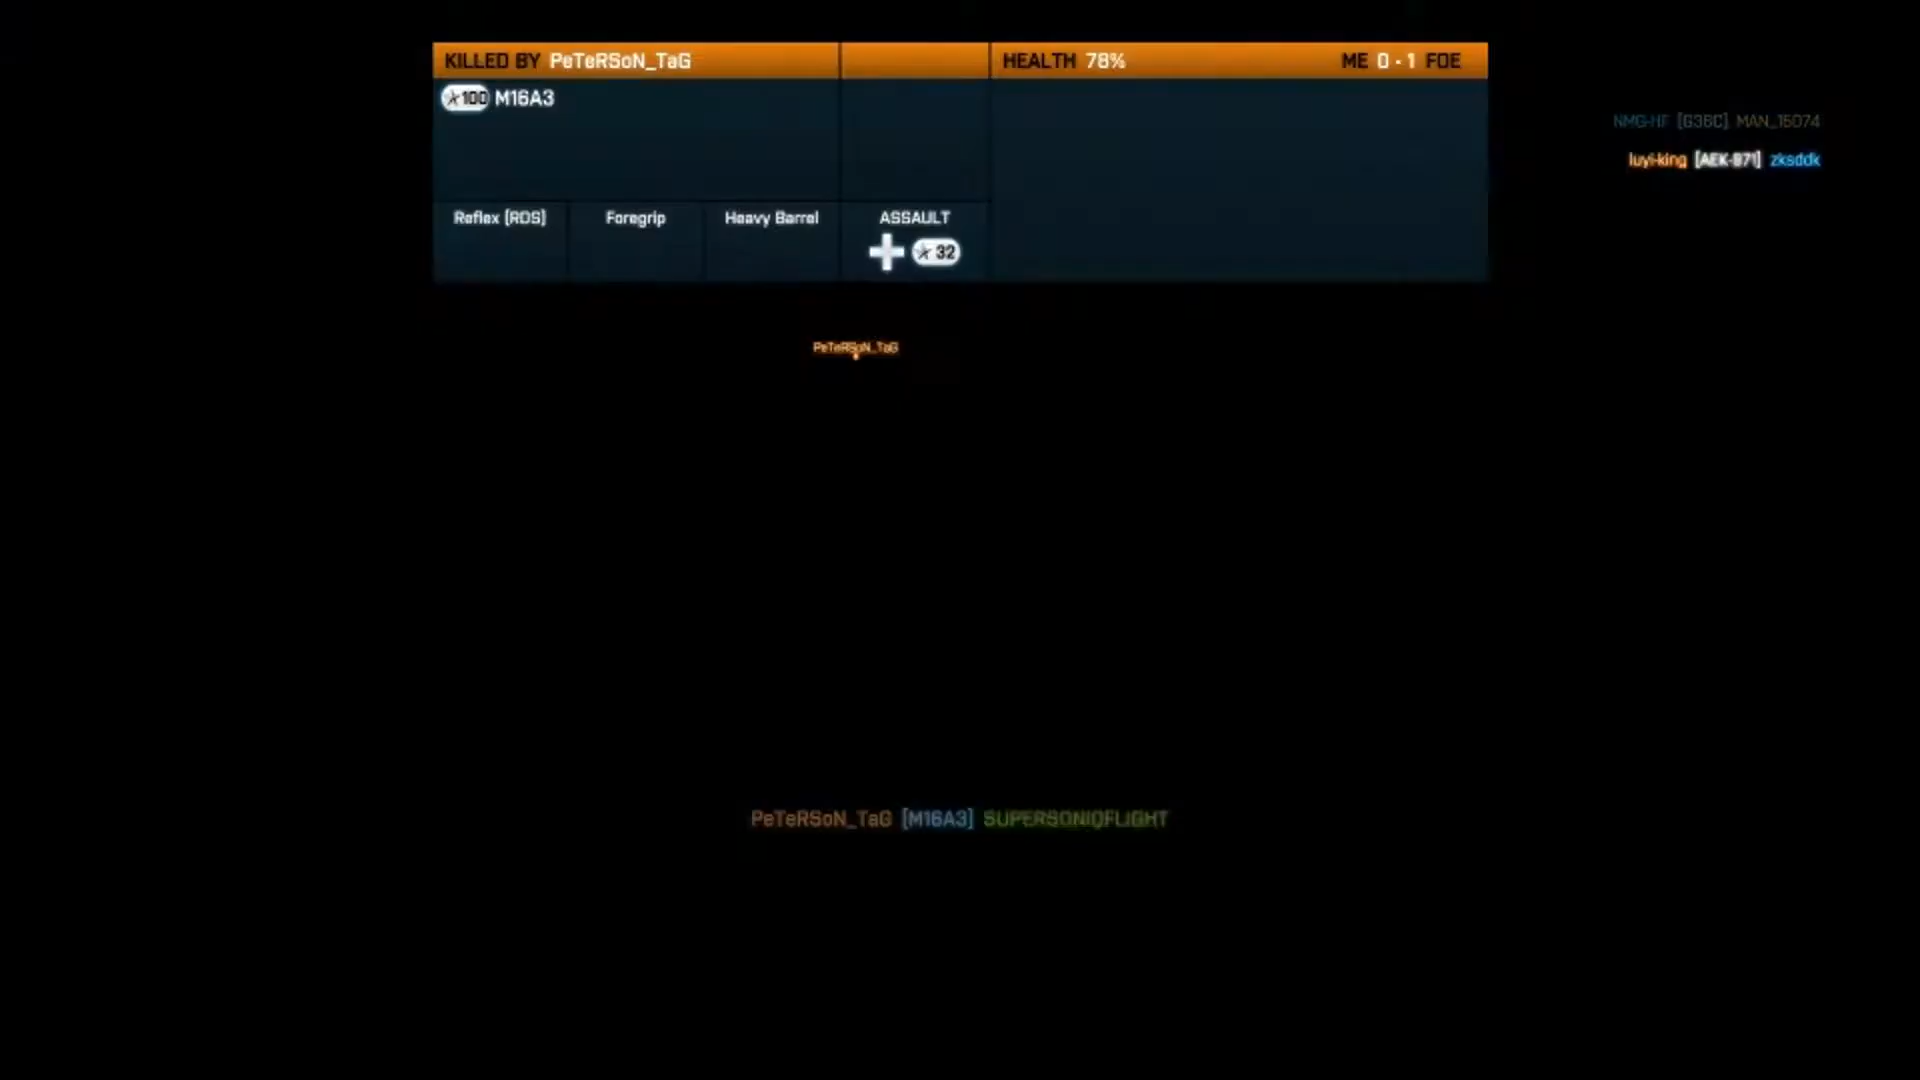 KILLED BY PeTeRSoN_TaG HEALTH 78% ME 0 - 1 FOE
100 M16A3
NMG-HF [G36C] MAN_15074
luyi-king [AEK-971] zksddk
Reflex (RDS) Foregrip Heavy Barrel ASSAULT
32
PeTeRSoN_TaG
PeTeRSoN_TaG [M16A3] SUPERSONIQFLIGHT